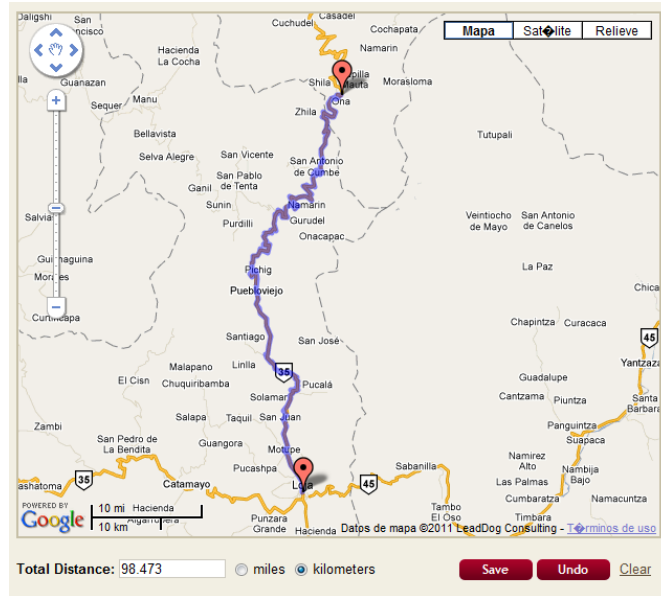 Daligshi
San
Francisco
Cuchudel
Casadel
Cochapata
Mapa
Sat�lite
Relieve
Hacienda
La Cocha
Namarin
Guanazan
Shila
Morasloma
Sequer
Manu
Ona
Zhila
Bellavista
Tutupali
Selva Alegre
San Vicente
San Antonio
de Cumbe
San Pablo
de Tenta
Ganil
Sunin
Namarin
Salvia
Purdilli
Gurudel
Veintiocho
de Mayo
San Antonio
de Canelos
Onacapac
Pichig
La Paz
Puebloviejo
Chica
Chapintza
Curacaca
Santiago
San José
45
Yantzaza
Malapano
Linlla
35
El Cisn
Chuquiribamba
Pucalá
Guadalupe
Solamar
Cantzama
Piuntza
Santa
Barbara
Salapa
Taquil
San Juan
Zambi
Panguintza
San Pedro de
La Bendita
Guangora
Motupe
Suapaca
Pucashpa
Sabanilla
Namirez
Alto
Nambija
Bajo
35
Catamayo
Loja
45
Las Palmas
Cumbaratza
Namacuntza
POWERED BY
Google
10 mi
10 km
Hacienda
Tambo
El Oso
Timbara
Punzara
Grande
Hacienda
Datos de mapa ©2011 LeadDog Consulting - T�rminos de uso
Total Distance: 98.473
miles
kilometers
Save
Undo
Clear